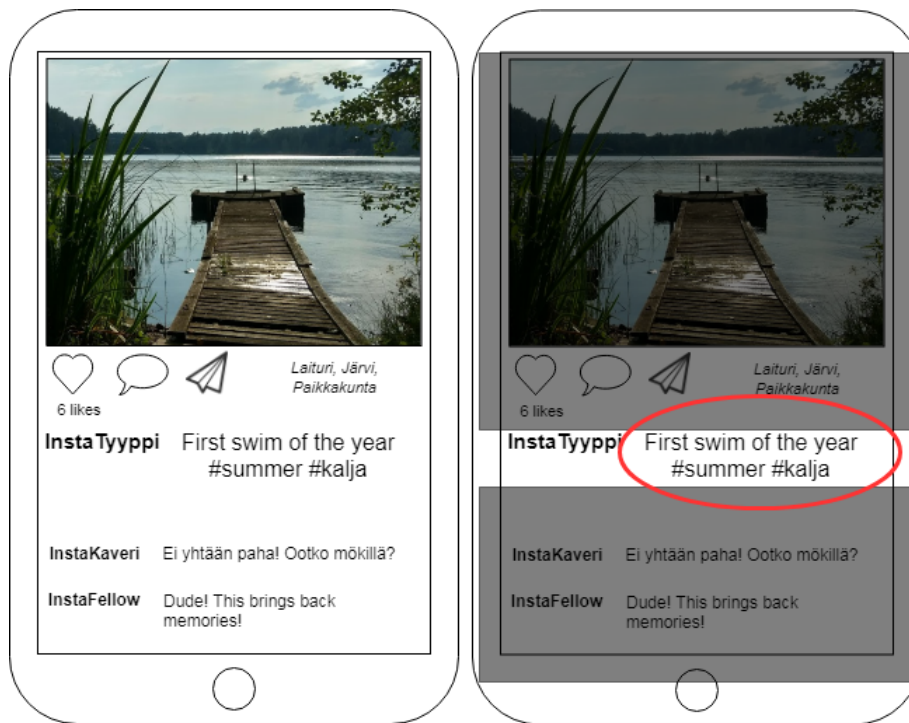 Laituri, Järvi,
Paikkakunta
6 likes
InstaTyyppi First swim of the year
#summer #kalja
InstaKaveri Ei yhtään paha! Ootko mökillä?
InstaFellow Dude! This brings back
memories!
Laituri, Järvi,
Paikkakunta
6 likes
InstaTyyppi First swim of the year
#summer #kalja
InstaKaveri Ei yhtään paha! Ootko mökillä?
InstaFellow Dude! This brings back
memories!